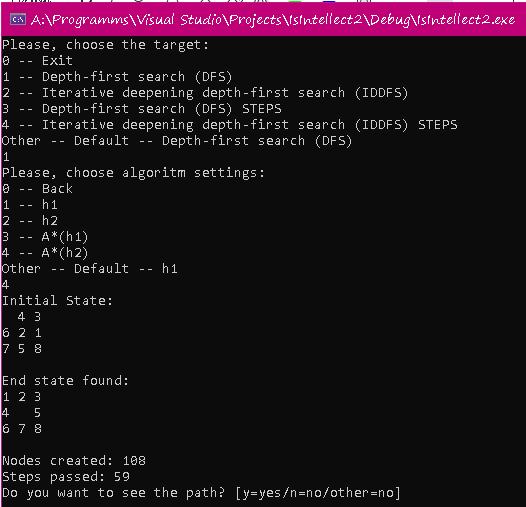 A:\Programms\Visual Studio\Projects\IsIntellect2\Debug\IsIntellect2.exe
Please, choose the target:
0 -- Exit
1 -- Depth-first search (DFS)
2 -- Iterative deepening depth-first search (IDDFS)
3 -- Depth-first search (DFS) STEPS
4 -- Iterative deepening depth-first search (IDDFS) STEPS
Other -- Default -- Depth-first search (DFS)
1
Please, choose algoritm settings:
0 -- Back
1 -- h1
2 -- h2
3 -- A*(h1)
4 -- A*(h2)
Other -- Default -- h1
4
Initial State:
  4 3
6 2 1
7 5 8
End state found:
1 2 3
4   5
6 7 8
Nodes created: 108
Steps passed: 59
Do you want to see the path? [y=yes/n=no/other=no]